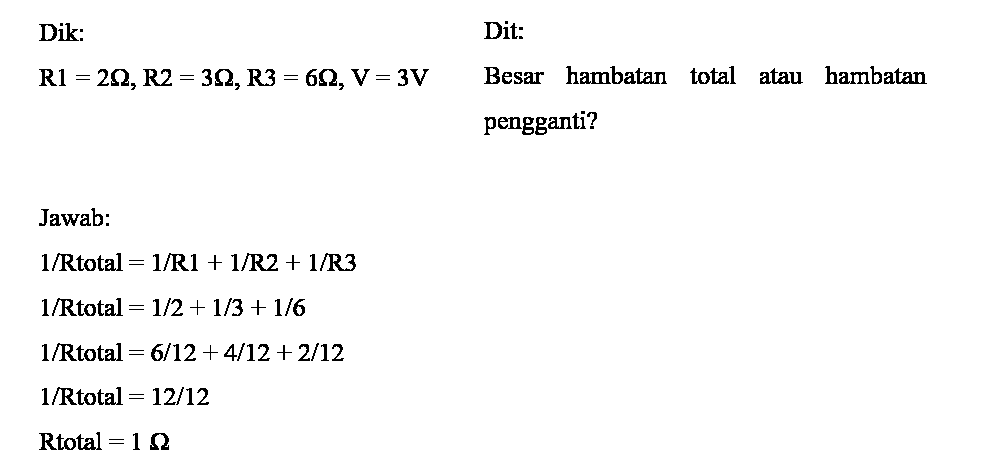 Dik:
R1 = 2Ω, R2 = 3Ω, R3 = 6Ω, V = 3V
Dit:
Besar hambatan total atau hambatan
pengganti?
Jawab:
1/Rtotal = 1/R1 + 1/R2 + 1/R3
1/Rtotal = 1/2 + 1/3 + 1/6
1/Rtotal = 6/12 + 4/12 + 2/12
1/Rtotal = 12/12
Rtotal = 1 Ω